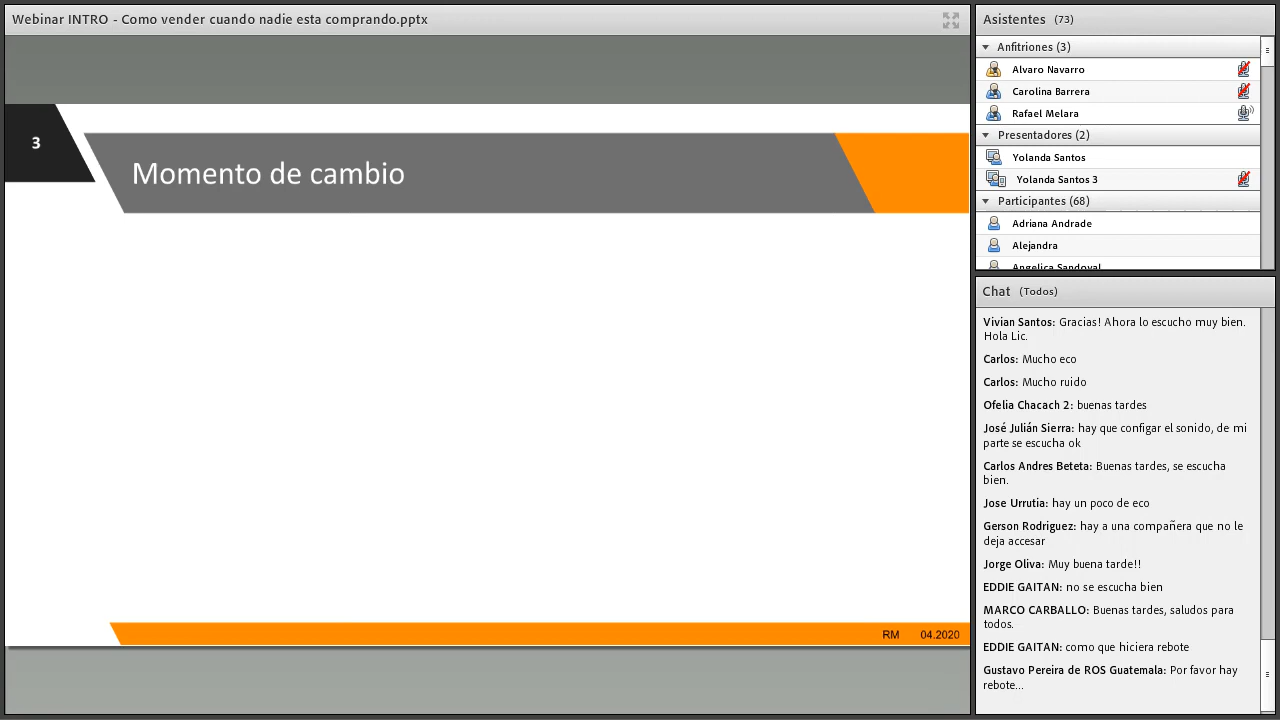 Webinar INTRO - Como vender cuando nadie esta comprando.pptx
3
Momento de cambio
RM 04.2020
Asistentes (73)
Anfitriones (3)
Alvaro Navarro
Carolina Barrera
Rafael Melara
Presentadores (2)
Yolanda Santos
Yolanda Santos 3
Participantes (68)
Adriana Andrade
Alejandra
Angelica Sandoval
Chat (Todos)
Vivian Santos: Gracias! Ahora lo escucho muy bien.
Hola Lic.
Carlos: Mucho eco
Carlos: Mucho ruido
Ofelia Chacach 2: buenas tardes
José Julián Sierra: hay que configar el sonido, de mi
parte se escucha ok
Carlos Andres Beteta: Buenas tardes, se escucha
bien.
Jose Urrutia: hay un poco de eco
Gerson Rodriguez: hay a una compañera que no le
deja accesar
Jorge Oliva: Muy buena tarde!!
EDDIE GAITAN: no se escucha bien
MARCO CARBALLO: Buenas tardes, saludos para
todos.
EDDIE GAITAN: como que hiciera rebote
Gustavo Pereira de ROS Guatemala: Por favor hay
rebote...